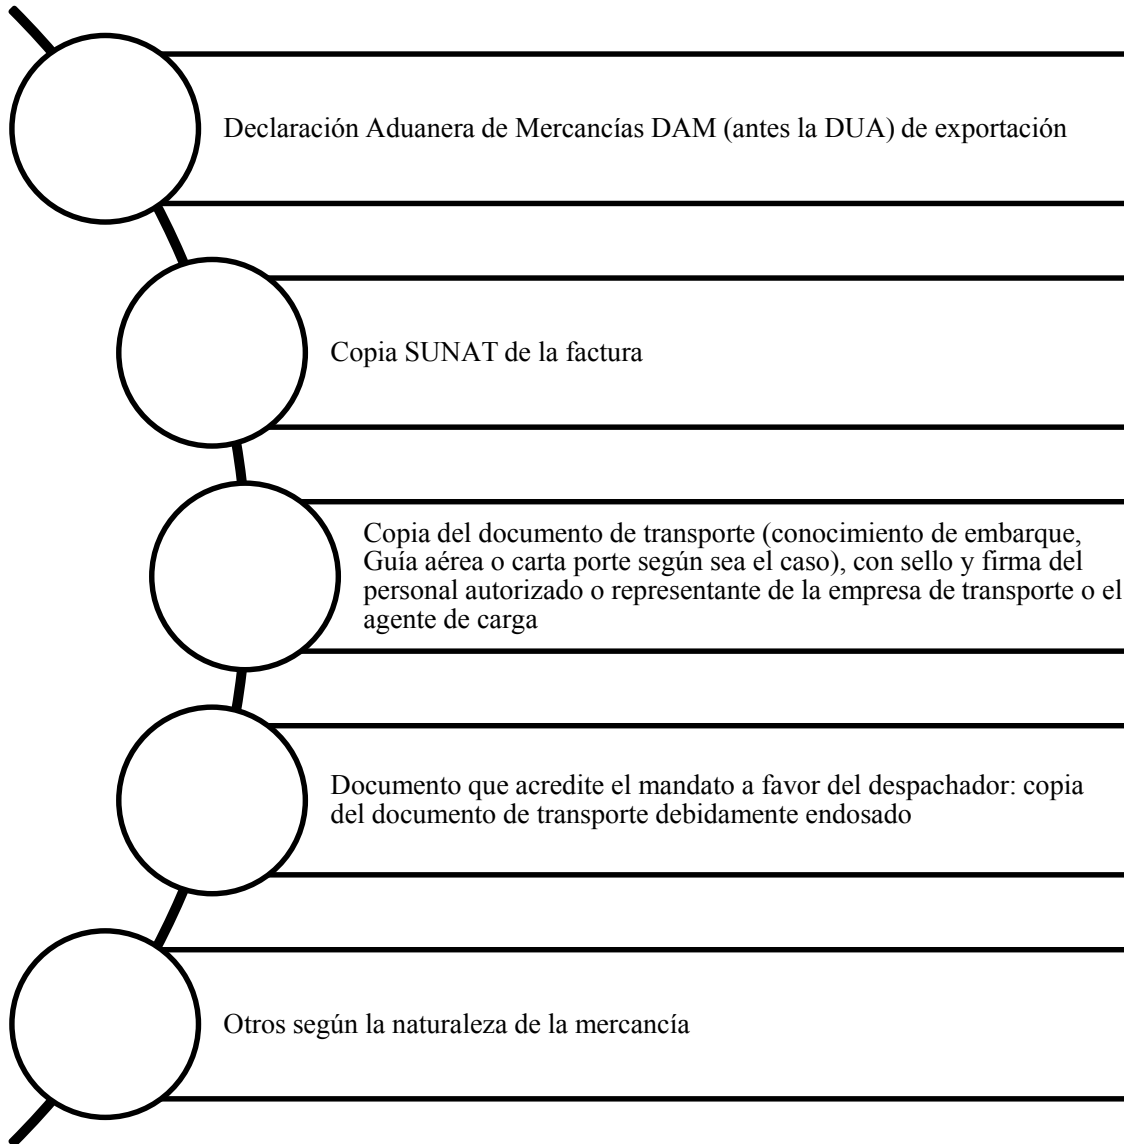 Declaración Aduanera de Mercancías DAM (antes la DUA) de exportación
Copia SUNAT de la factura
Copia del documento de transporte (conocimiento de embarque,
Guía aérea o carta porte según sea el caso), con sello y firma del
personal autorizado o representante de la empresa de transporte o el
agente de carga
Documento que acredite el mandato a favor del despachador: copia
del documento de transporte debidamente endosado
Otros según la naturaleza de la mercancía